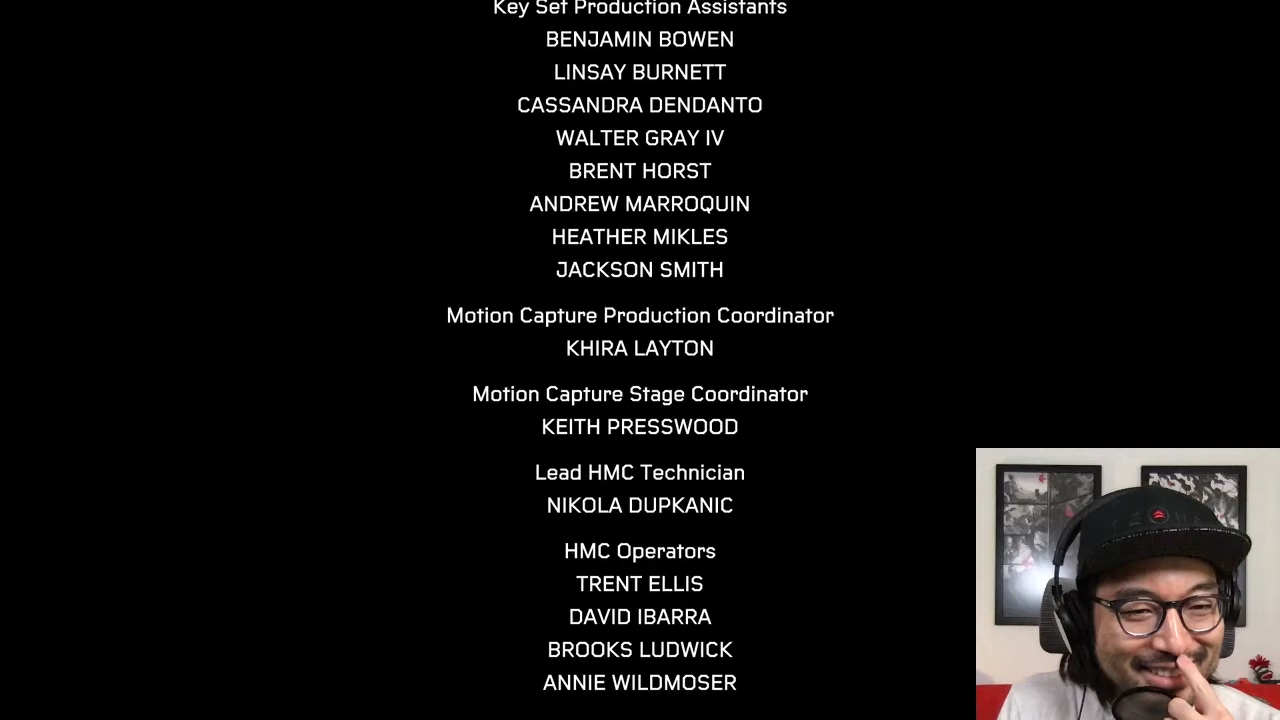 Key Set Production Assistants
BENJAMIN BOWEN
LINSAY BURNETT
CASSANDRA DENDANTO
WALTER GRAY IV
BRENT HORST
ANDREW MARROQUIN
HEATHER MIKLES
JACKSON SMITH
Motion Capture Production Coordinator
KHIRA LAYTON
Motion Capture Stage Coordinator
KEITH PRESSWOOD
Lead HMC Technician
NIKOLA DUPKANIC
HMC Operators
TRENT ELLIS
DAVID IBARRA
BROOKS LUDWICK
ANNIE WILDMOSER